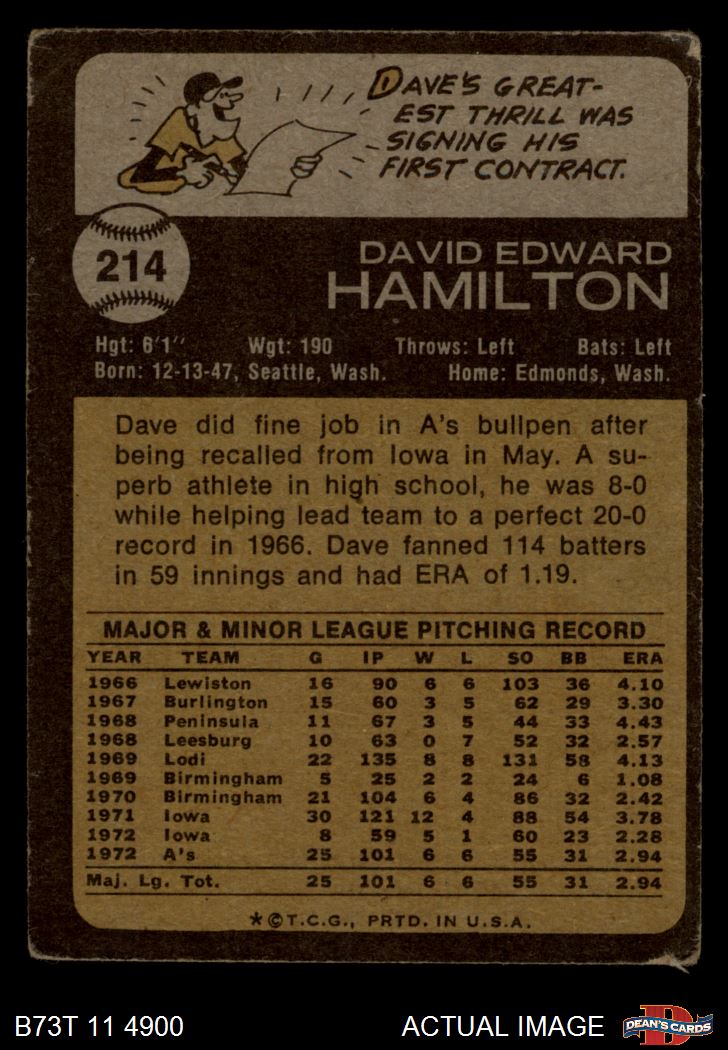 DAVE'S GREAT-
EST THRILL WAS
SIGNING HIS
FIRST CONTRACT.
214
DAVID EDWARD
HAMILTON
Hgt: 6'1" Wgt: 190 Throws: Left Bats: Left
Born: 12-13-47, Seattle, Wash. Home: Edmonds, Wash.
Dave did fine job in A's bullpen after
being recalled from Iowa in May. A su-
perb athlete in high school, he was 8-0
while helping lead team to a perfect 20-0
record in 1966. Dave fanned 114 batters
in 59 innings and had ERA of 1.19.
MAJOR & MINOR LEAGUE PITCHING RECORD
YEAR TEAM G IP W L SO BB ERA
1966 Lewiston 16 90 6 6 103 36 4.10
1967 Burlington 15 60 3 5 62 29 3.30
1968 Peninsula 11 67 3 5 44 33 4.43
1968 Leesburg 10 63 0 7 52 32 2.57
1969 Lodi 22 135 8 8 131 58 4.13
1969 Birmingham 5 25 2 2 24 6 1.08
1970 Birmingham 21 104 6 4 86 32 2.42
1971 Iowa 30 121 12 4 88 54 3.78
1972 Iowa 8 59 5 1 60 23 2.28
1972 A's 25 101 6 6 55 31 2.94
Maj. Lg. Tot. 25 101 6 6 55 31 2.94
*©T.C.G., PRTD. IN U.S.A.
B73T 11 4900 ACTUAL IMAGE
D
DEAN'S CARDS